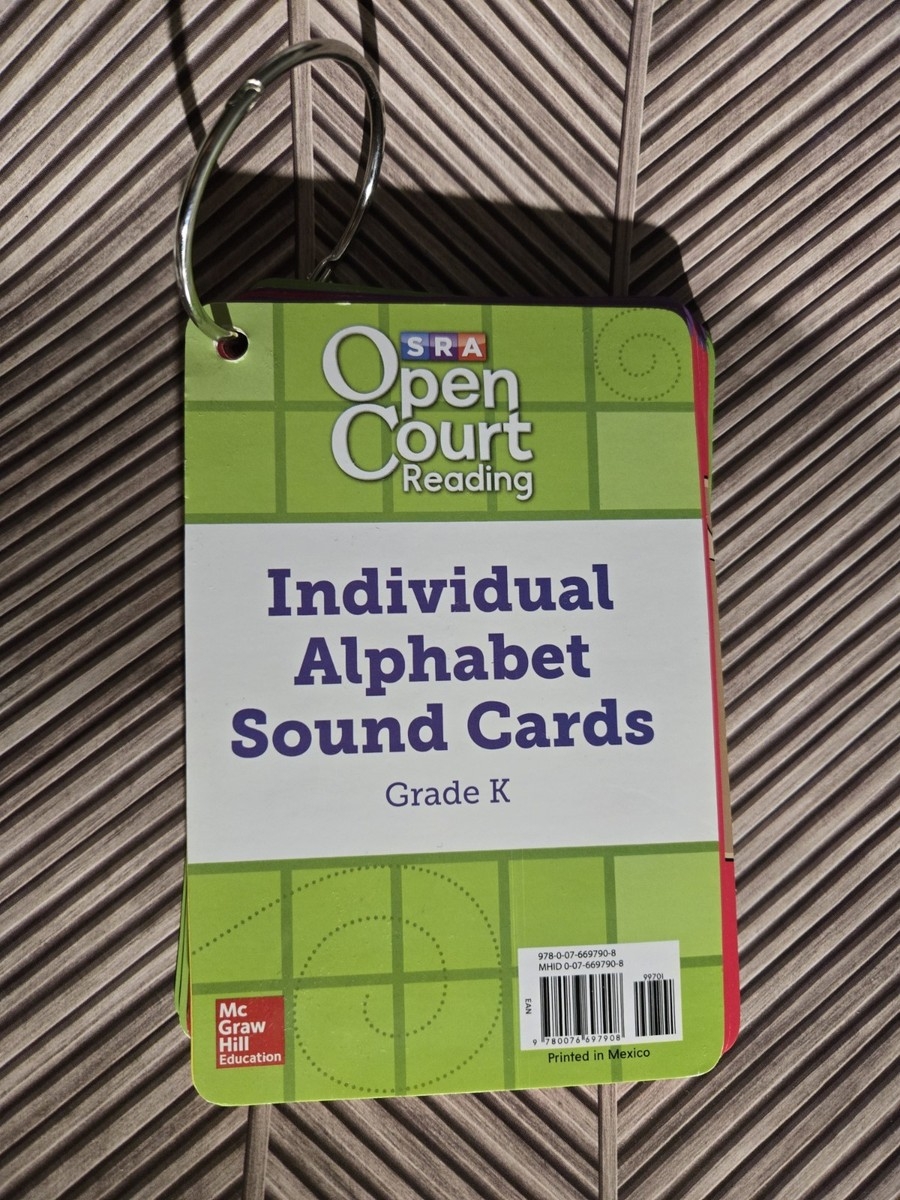 SRA
Open
Court
Reading
Individual
Alphabet
Sound Cards
Grade K
978-0-07-669790-8
MHID 0-07-669790-8
99701
EAN
9 780076 697908
Printed in Mexico
Mc
Graw
Hill
Education